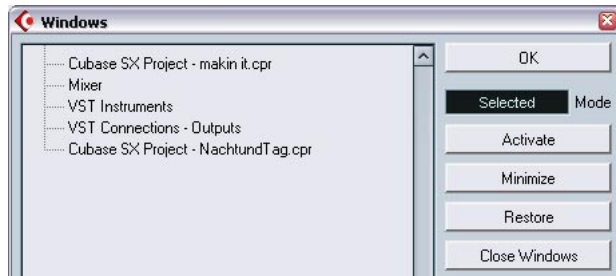 Windows
Cubase SX Project - makin it.cpr
Mixer
VST Instruments
VST Connections - Outputs
Cubase SX Project - NachtundTag.cpr
OK
Selected Mode
Activate
Minimize
Restore
Close Windows